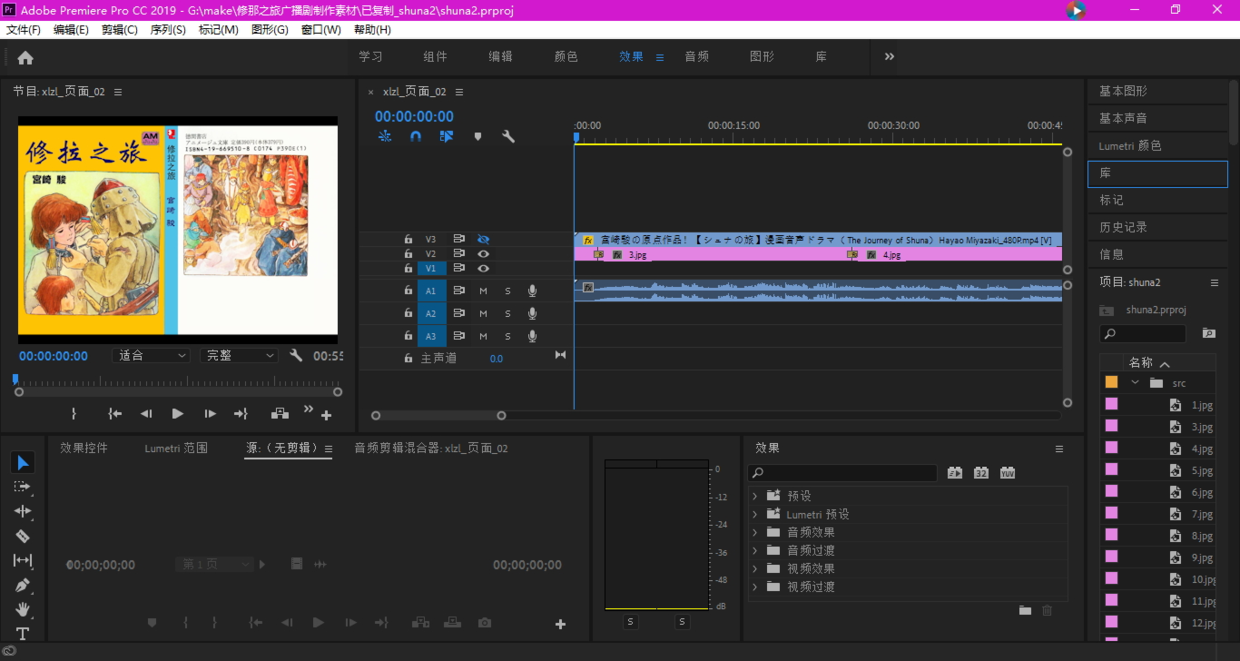 Pr Adobe Premiere Pro CC 2019 - G:\make\修那之旅广播剧制作素材\已复制_shuna2\shuna2.prproj
文件(F) 编辑(E) 剪辑(C) 序列(S) 标记(M) 图形(G) 窗口(W) 帮助(H)
学习 组件 编辑 颜色 效果 音频 图形 库
节目: xlzl_页面_02
AM
修拉之旅
宮崎 駿
修拉之旅 宮崎駿
徳間書店
ISBN4-19-669510-8 C0174 P390E(1)
00:00:00:00 适合 完整 00:55
× xlzl_页面_02
00:00:00:00
:00:00 00:00:15:00 00:00:30:00 00:00:45
V3 fx 宮崎駿の原点作品!【シュナの旅】漫画音声ドラマ（The Journey of Shuna）Hayao Miyazaki_480P.mp4 [V]
V2 fx 3.jpg fx 4.jpg
V1
A1 M S fx
A2 M S
A3 M S
主声道 0.0
基本图形
基本声音
Lumetri 颜色
库
标记
历史记录
信息
项目: shuna2
shuna2.prproj
名称
src
1.jpg
3.jpg
4.jpg
5.jpg
6.jpg
7.jpg
8.jpg
9.jpg
10.jpg
11.jpg
12.jpg
效果控件 Lumetri 范围 源:（无剪辑） 音频剪辑混合器: xlzl_页面_02
00;00;00;00 第 1 页 00;00;00;00
0
-12
-24
-36
-48
dB
S S
效果
32 YUV
预设
Lumetri 预设
音频效果
音频过渡
视频效果
视频过渡